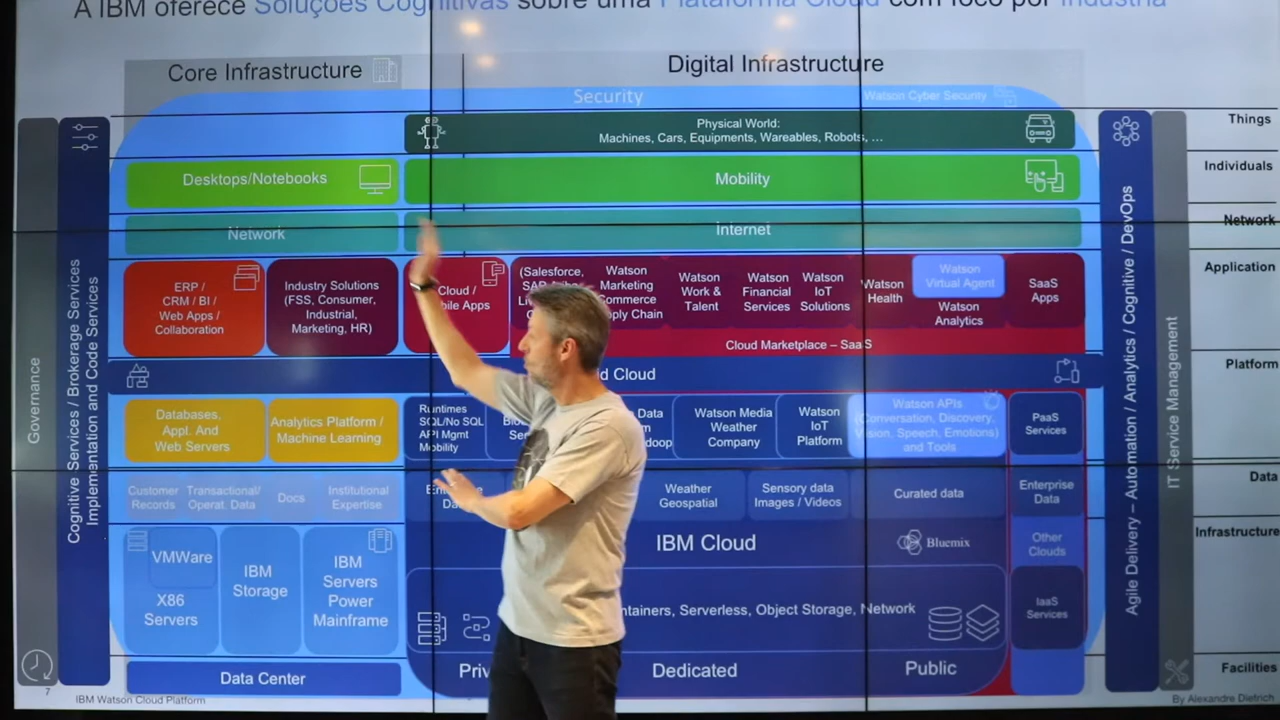 A IBM oferece Soluções Cognitivas sobre uma Plataforma Cloud com foco por Indústria
Core Infrastructure
Digital Infrastructure
Security
Watson Cyber Security
Things
Physical World:
Machines, Cars, Equipments, Wareables, Robots, ...
Individuals
Desktops/Notebooks
Mobility
Network
Network
Internet
Application
ERP /
CRM / BI /
Web Apps /
Collaboration
Industry Solutions
(FSS, Consumer,
Industrial,
Marketing, HR)
Cloud /
Apps
(Salesforce,
Watson
Marketing
Watson
Work &
Talent
Watson
Financial
Services
Watson
IoT
Solutions
Watson
Health
Watson
Virtual Agent
Watson
Analytics
SaaS
Apps
Cloud Marketplace – SaaS
Platform
Cloud
Databases,
Appl. And
Web Servers
Analytics Platform /
Machine Learning
Runtimes
SQL/No SQL
API Mgmt
Mobility
Data
Watson Media
Weather
Company
Watson
IoT
Platform
Watson APIs
(Conversation, Discovery,
Vision, Speech, Emotions)
and Tools
PaaS
Services
Data
Customer
Records
Transactional/
Operat. Data
Docs
Institutional
Expertise
Weather
Geospatial
Sensory data
Images / Videos
Curated data
Enterprise
Data
Infrastructure
VMWare
X86
Servers
IBM
Storage
IBM
Servers
Power
Mainframe
IBM Cloud
Bluemix
Other
Clouds
Serverless, Object Storage, Network
IaaS
Services
Facilities
Data Center
Dedicated
Public
Governance
Cognitive Services / Brokerage Services
Implementation and Code Services
Agile Delivery – Automation / Analytics / Cognitive / DevOps
IT Service Management
7
IBM Watson Cloud Platform
By Alexandre Dietrich